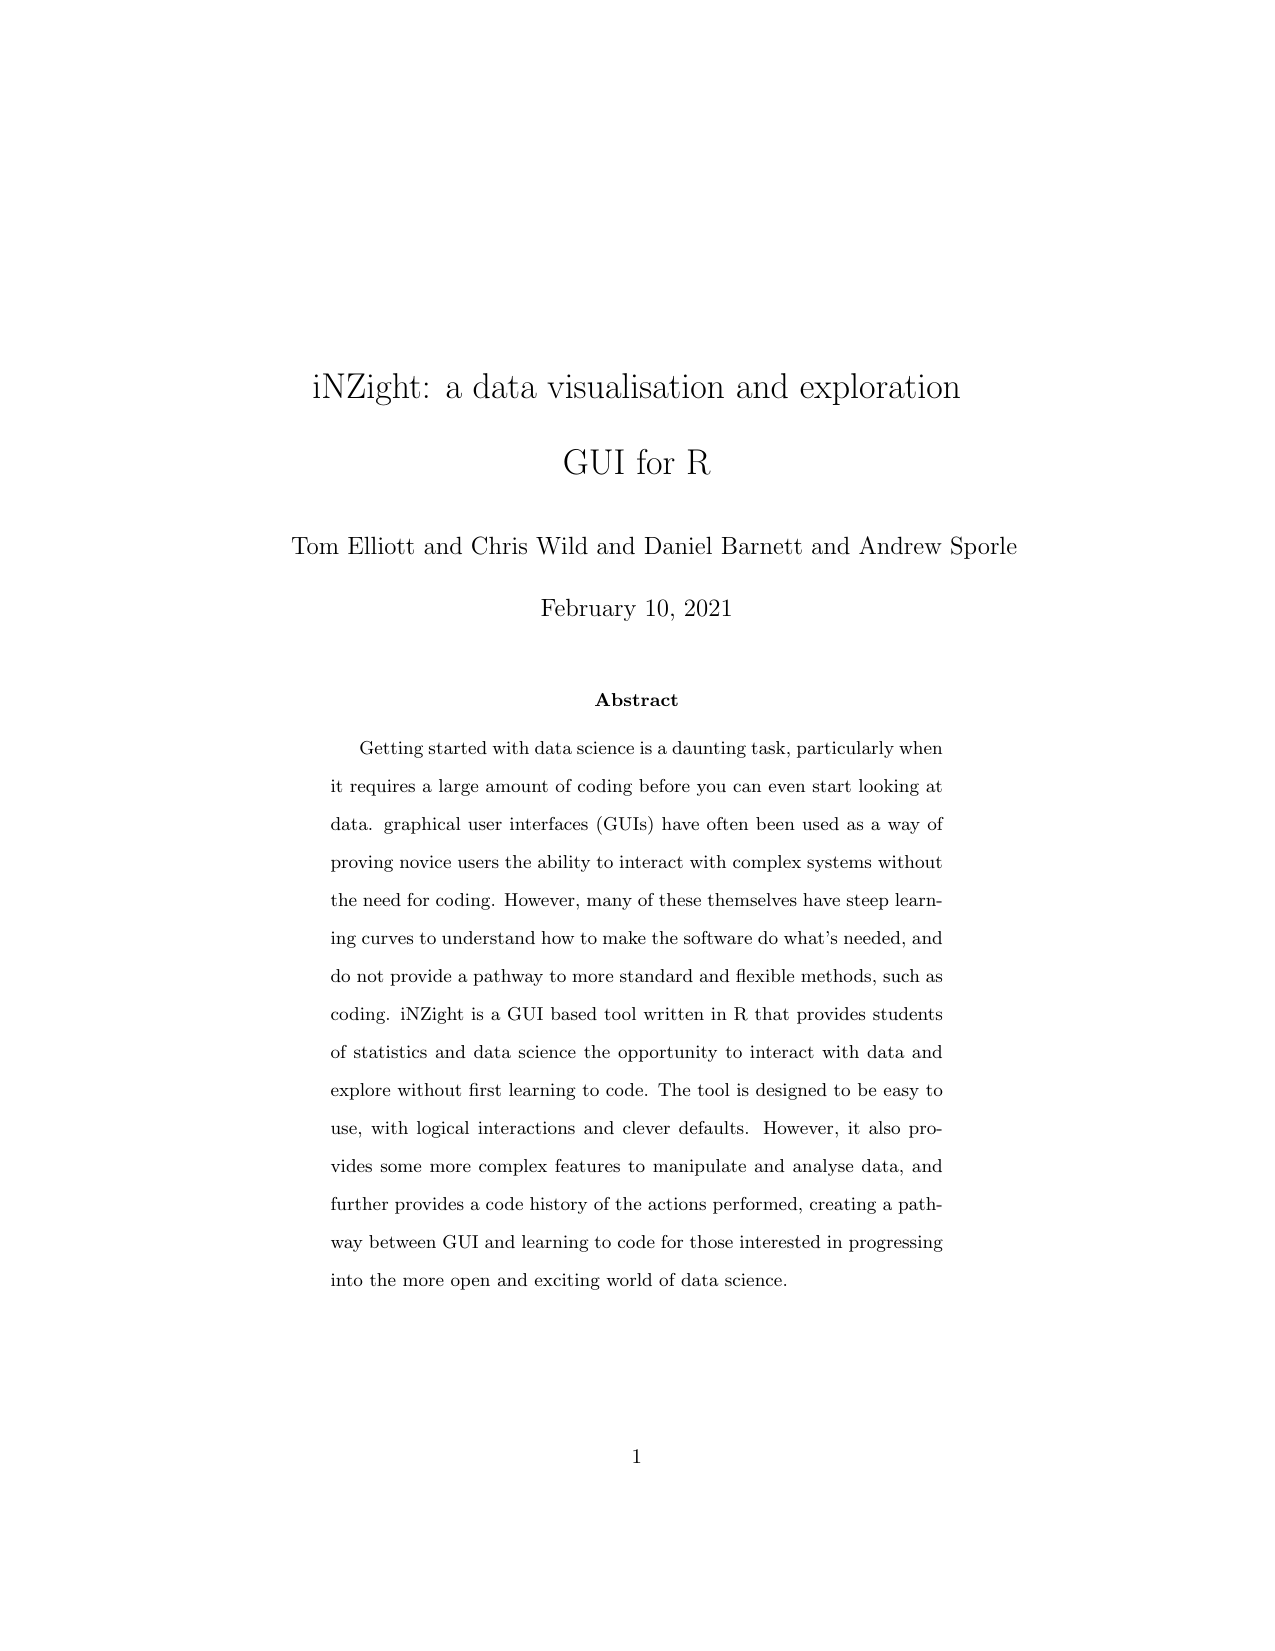 iNZight: a data visualisation and exploration
GUI for R
Tom Elliott and Chris Wild and Daniel Barnett and Andrew Sporle
February 10, 2021
Abstract
Getting started with data science is a daunting task, particularly when
it requires a large amount of coding before you can even start looking at
data. graphical user interfaces (GUIs) have often been used as a way of
proving novice users the ability to interact with complex systems without
the need for coding. However, many of these themselves have steep learn-
ing curves to understand how to make the software do what's needed, and
do not provide a pathway to more standard and flexible methods, such as
coding. iNZight is a GUI based tool written in R that provides students
of statistics and data science the opportunity to interact with data and
explore without first learning to code. The tool is designed to be easy to
use, with logical interactions and clever defaults. However, it also pro-
vides some more complex features to manipulate and analyse data, and
further provides a code history of the actions performed, creating a path-
way between GUI and learning to code for those interested in progressing
into the more open and exciting world of data science.
1